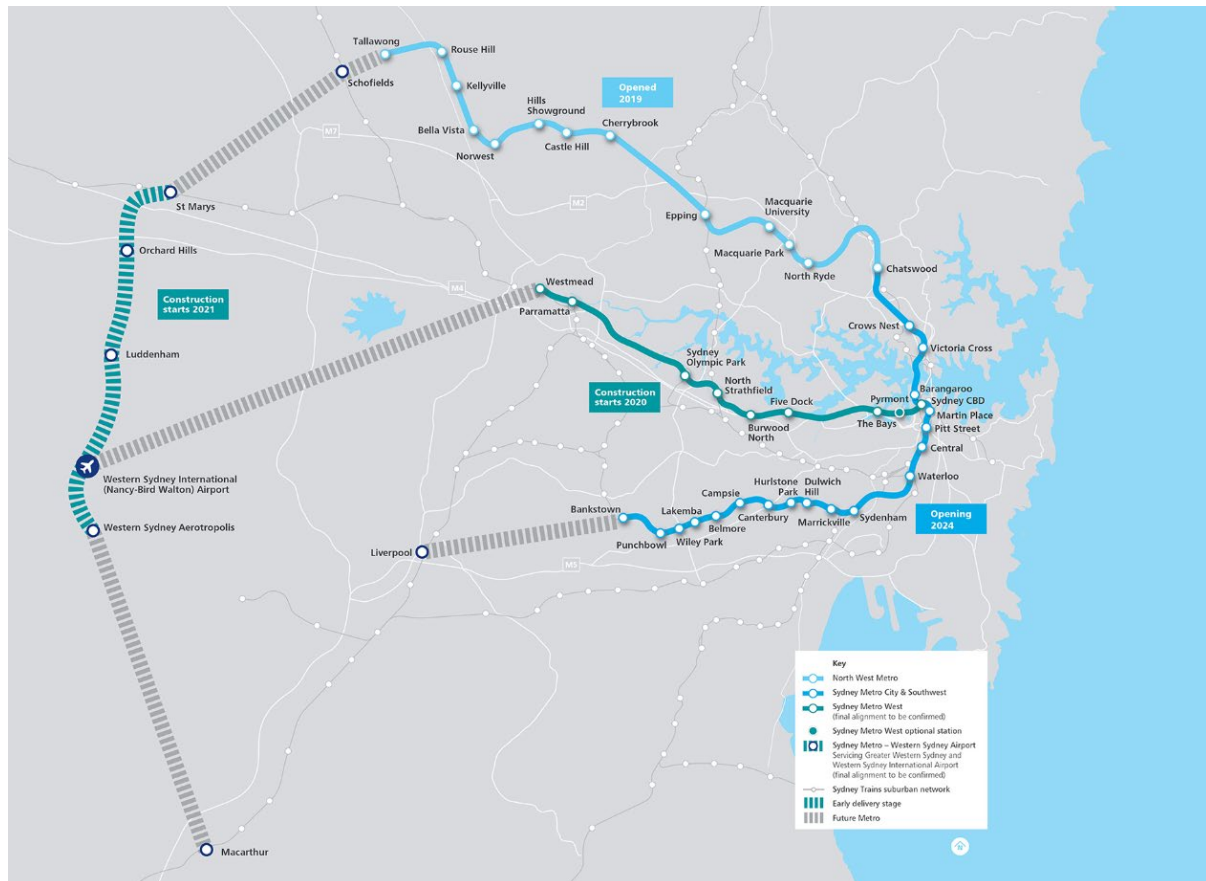 Tallawong
Rouse Hill
Schofields
Kellyville
Opened
2019
Hills
Showground
Cherrybrook
Bella Vista
Norwest
Castle Hill
M7
St Marys
M2
Epping
Macquarie
University
Macquarie Park
North Ryde
Chatswood
Orchard Hills
Westmead
M4
Parramatta
Construction
starts 2021
Crows Nest
Victoria Cross
Luddenham
Sydney
Olympic Park
North
Strathfield
Construction
starts 2020
Five Dock
Burwood
North
Pyrmont
The Bays
Barangaroo
Sydney CBD
Martin Place
Pitt Street
Central
Waterloo
Western Sydney International
(Nancy-Bird Walton) Airport
Western Sydney Aerotropolis
Bankstown
Punchbowl
Lakemba
Wiley Park
Campsie
Belmore
Hurlstone
Park
Canterbury
Dulwich
Hill
Marrickville
Sydenham
Opening
2024
Liverpool
M5
Macarthur
Key
North West Metro
Sydney Metro City & Southwest
Sydney Metro West
(final alignment to be confirmed)
Sydney Metro West optional station
Sydney Metro – Western Sydney Airport
Servicing Greater Western Sydney and
Western Sydney International Airport
(final alignment to be confirmed)
Sydney Trains suburban network
Early delivery stage
Future Metro